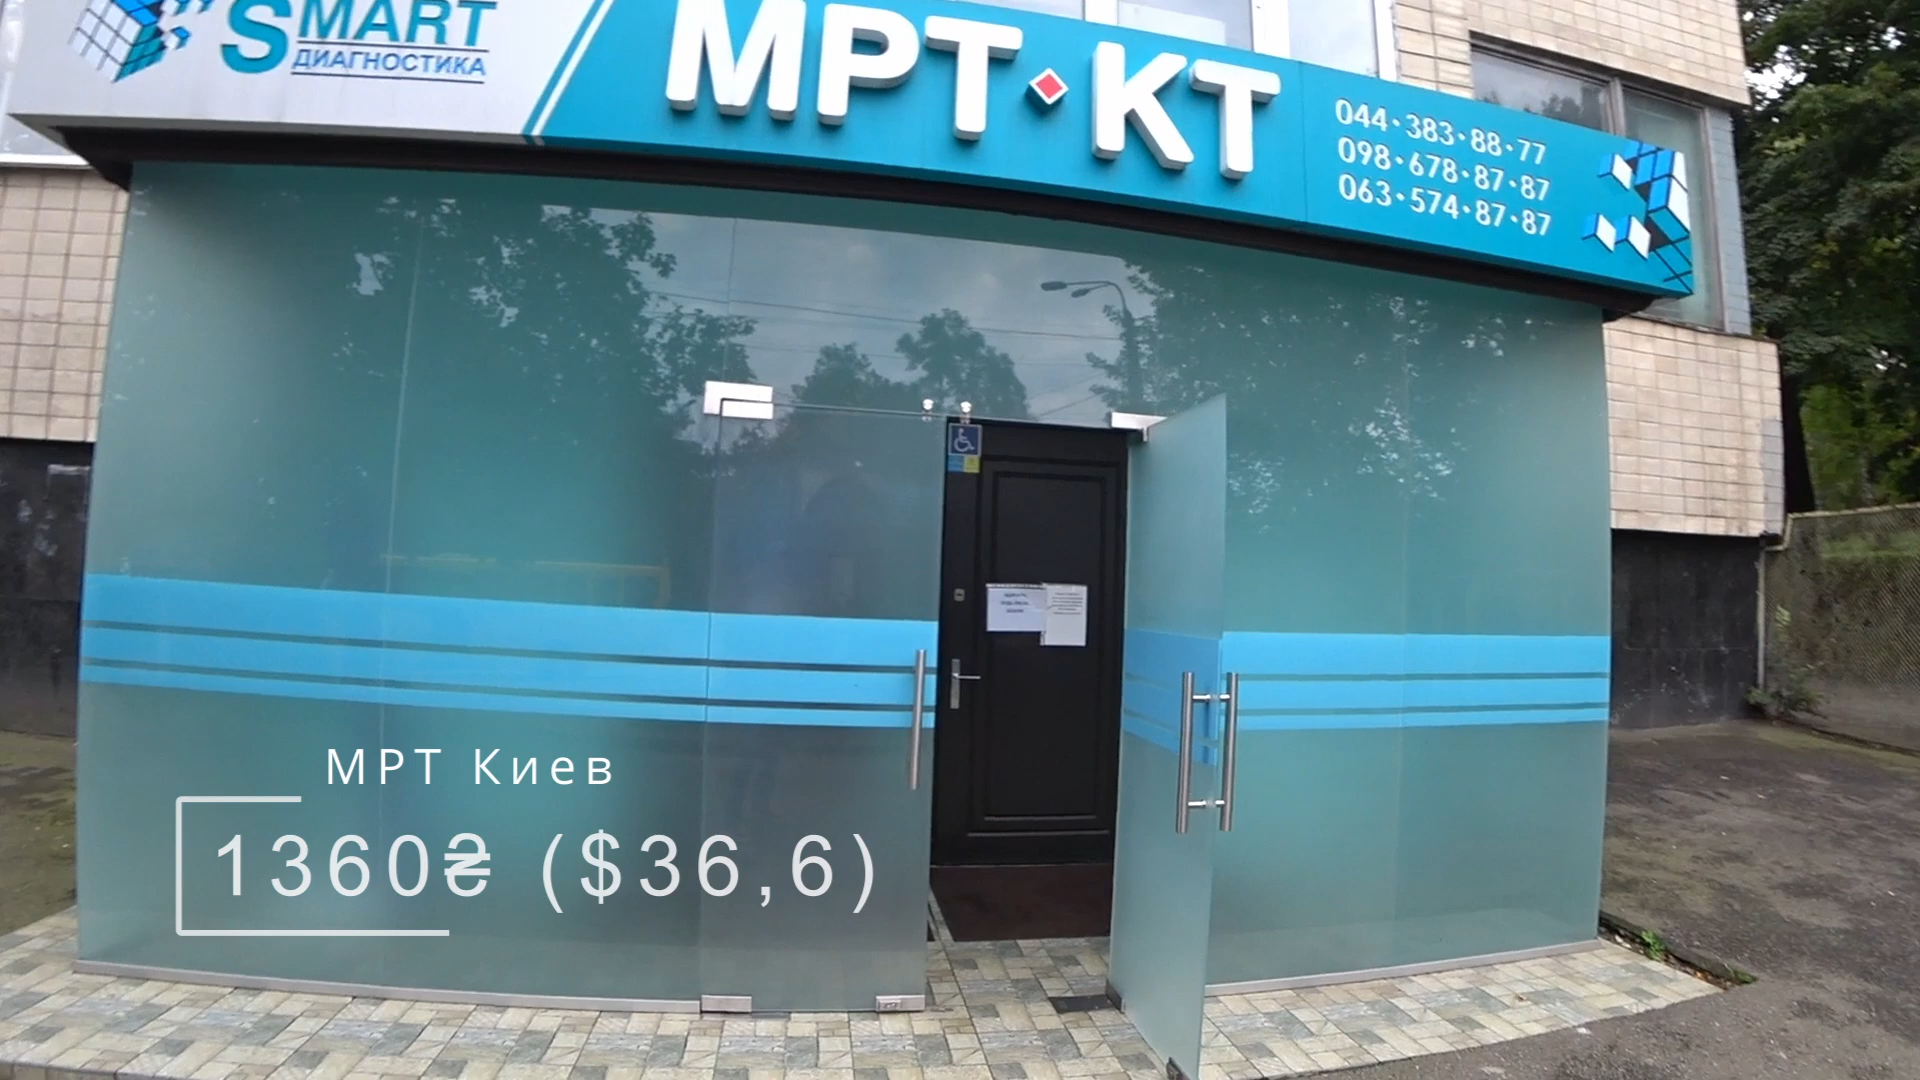 SMART
ДИАГНОСТИКА
МРТ КТ
044·383·88·77
098·678·87·87
063·574·87·87
МРТ Киев
1360₴ ($36,6)